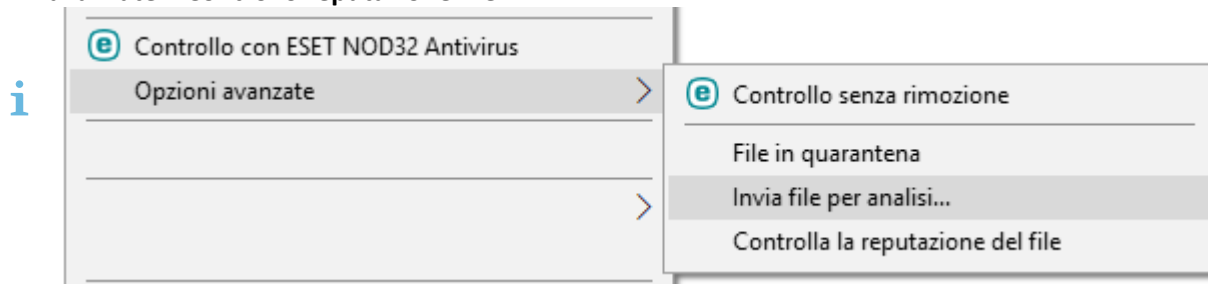 Controllo con ESET NOD32 Antivirus
Opzioni avanzate
Controllo senza rimozione
File in quarantena
Invia file per analisi...
Controlla la reputazione del file